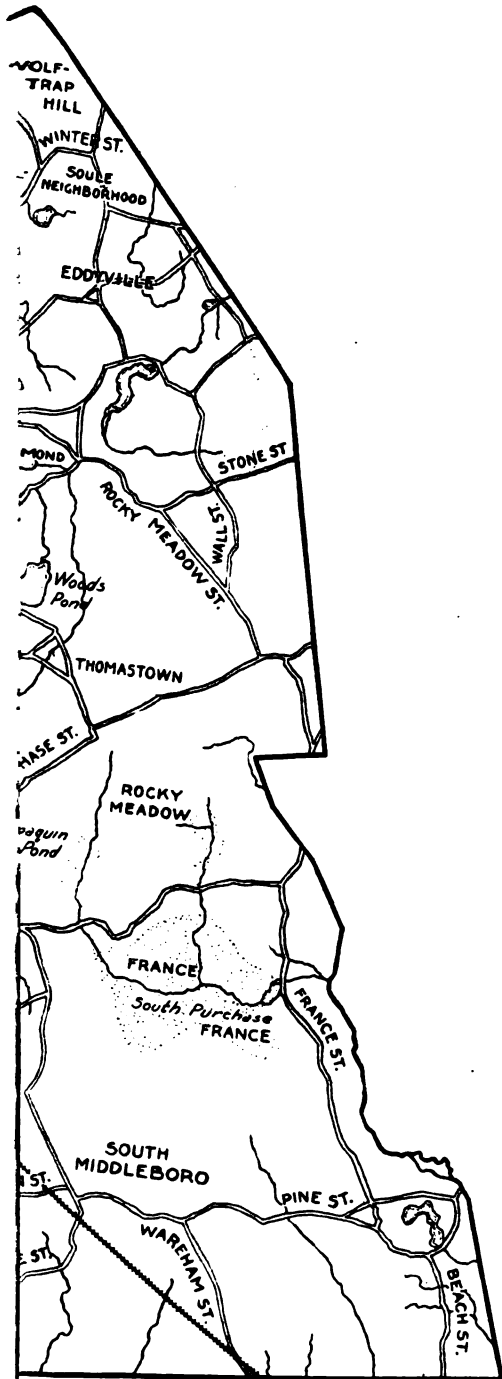 WOLF-
TRAP
HILL
WINTER ST.
SOULE
NEIGHBORHOOD
EDDYVILLE
MOND
STONE ST
WALL ST.
ROCKY MEADOW ST.
Woods
Pond
THOMASTOWN
HASE ST.
ROCKY
MEADOW
paquin
Pond
FRANCE
South Purchase
FRANCE
FRANCE ST.
SOUTH
MIDDLEBORO
ST.
PINE ST.
WAREHAM ST.
E ST.
BEACH ST.